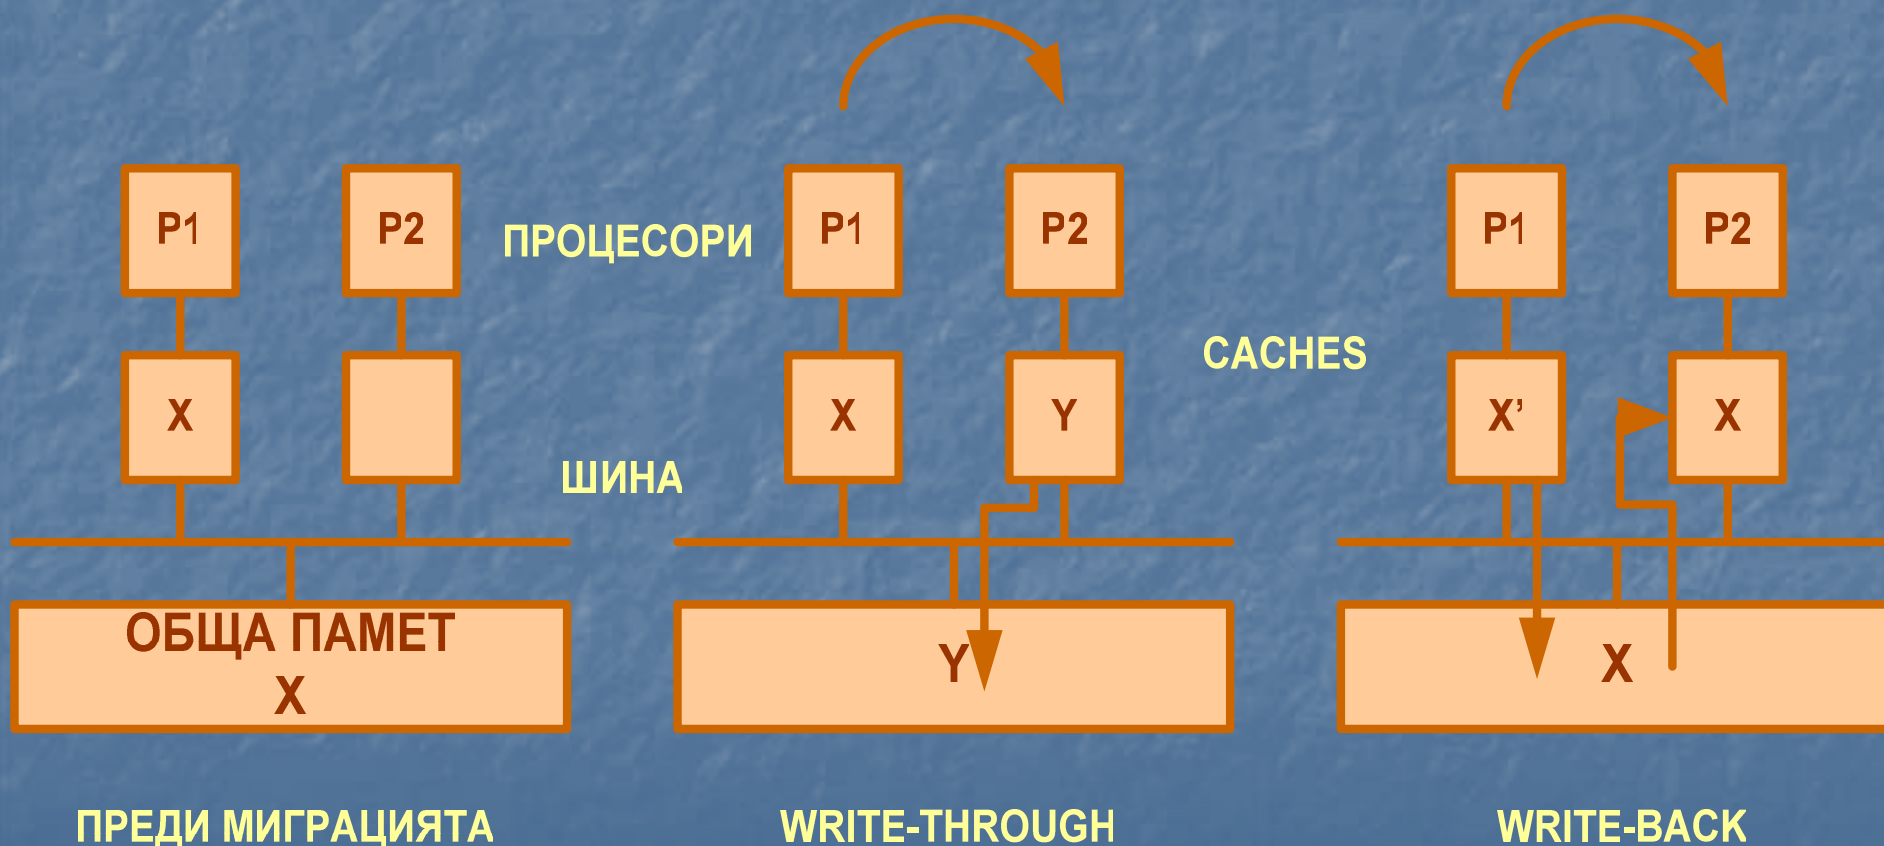 P1
P2
ПРОЦЕСОРИ
P1
P2
P1
P2
CACHES
X
X
Y
X’
X
ШИНА
ОБЩА ПАМЕТ
X
Y
X
ПРЕДИ МИГРАЦИЯТА
WRITE-THROUGH
WRITE-BACK